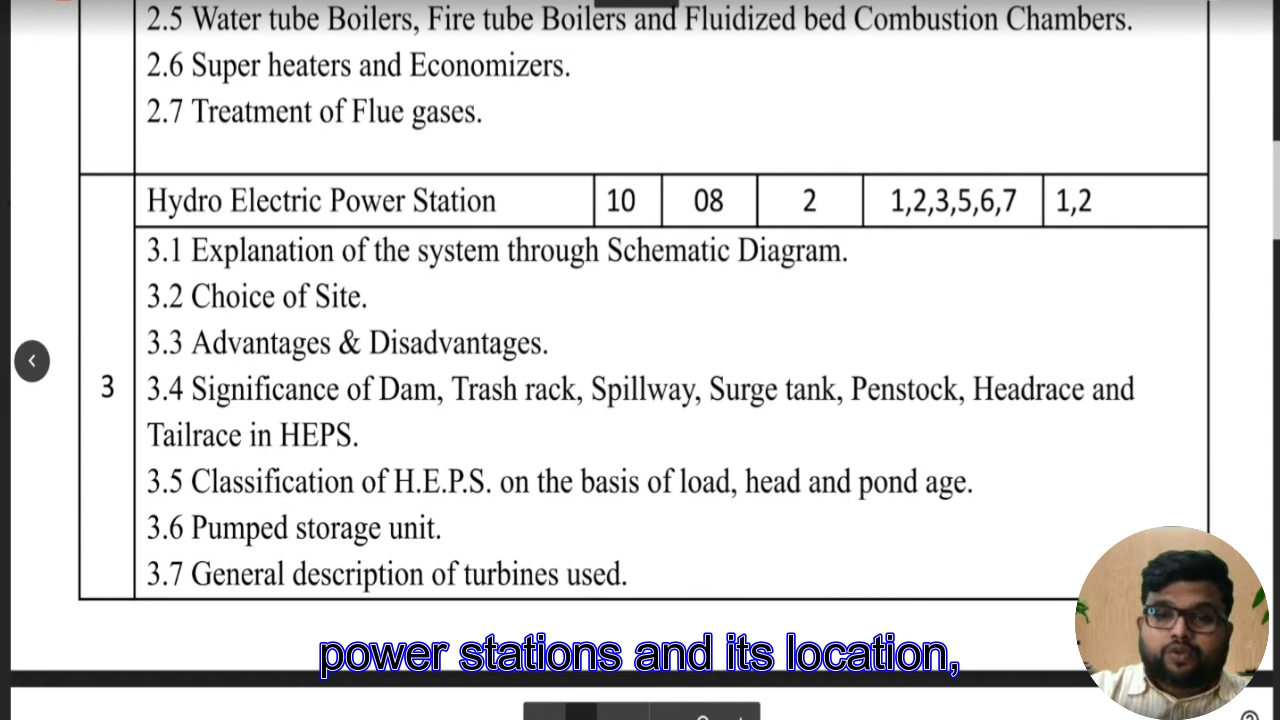 2.5 Water tube Boilers, Fire tube Boilers and Fluidized bed Combustion Chambers.
2.6 Super heaters and Economizers.
2.7 Treatment of Flue gases.
Hydro Electric Power Station 10 08 2 1,2,3,5,6,7 1,2
3.1 Explanation of the system through Schematic Diagram.
3.2 Choice of Site.
3.3 Advantages & Disadvantages.
3 3.4 Significance of Dam, Trash rack, Spillway, Surge tank, Penstock, Headrace and
Tailrace in HEPS.
3.5 Classification of H.E.P.S. on the basis of load, head and pond age.
3.6 Pumped storage unit.
3.7 General description of turbines used.
power stations and its location,